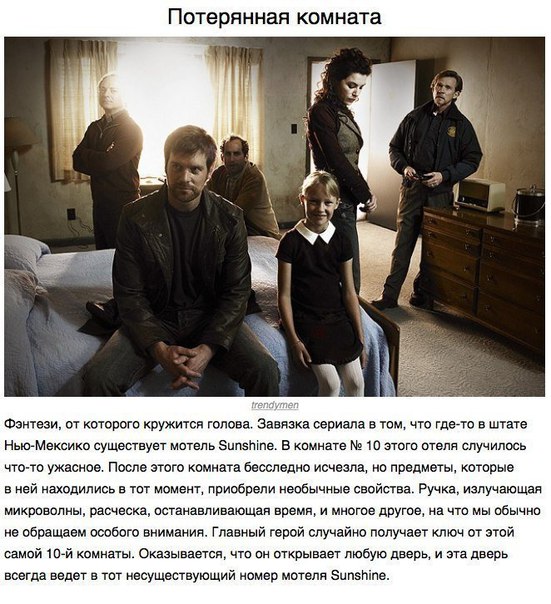 Потерянная комната
trendymen
Фэнтези, от которого кружится голова. Завязка сериала в том, что где-то в штате
Нью-Мексико существует мотель Sunshine. В комнате № 10 этого отеля случилось
что-то ужасное. После этого комната бесследно исчезла, но предметы, которые
в ней находились в тот момент, приобрели необычные свойства. Ручка, излучающая
микроволны, расческа, останавливающая время, и многое другое, на что мы обычно
не обращаем особого внимания. Главный герой случайно получает ключ от этой
самой 10-й комнаты. Оказывается, что он открывает любую дверь, и эта дверь
всегда ведет в тот несуществующий номер мотеля Sunshine.